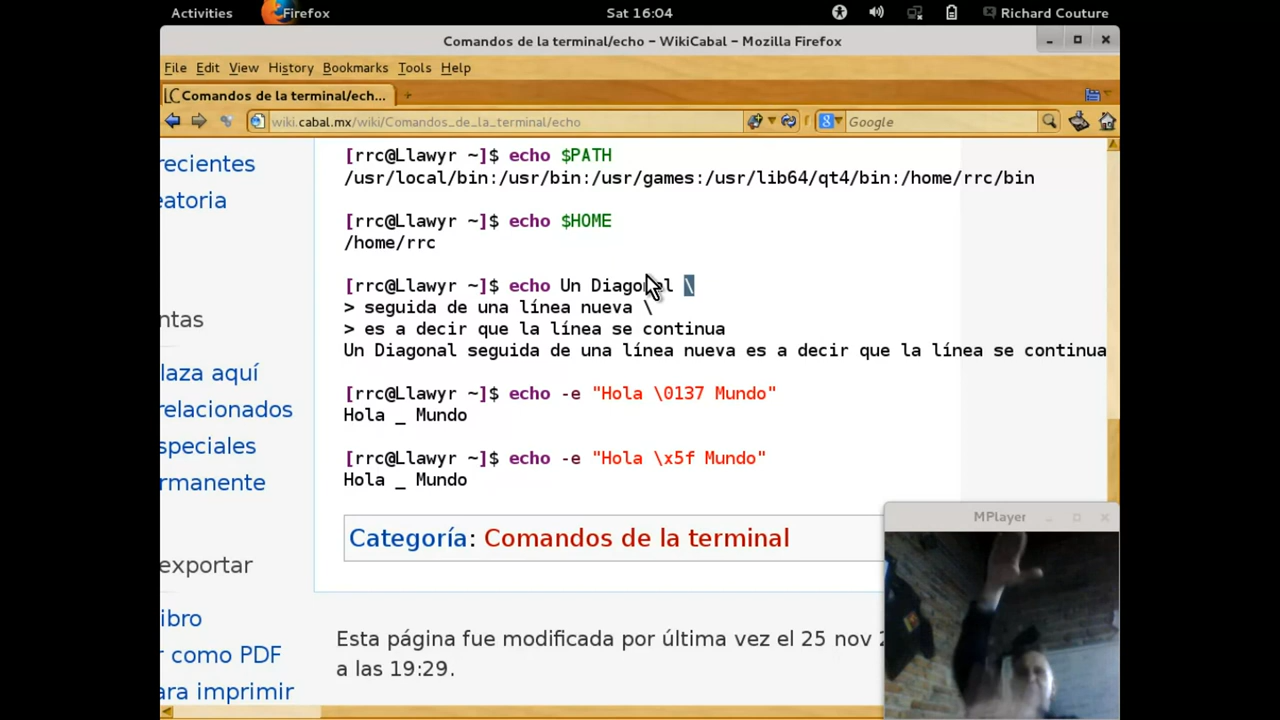 Activities Firefox Sat 16:04 Richard Couture
Comandos de la terminal/echo - WikiCabal - Mozilla Firefox
File Edit View History Bookmarks Tools Help
Comandos de la terminal/ech...
wiki.cabal.mx/wiki/Comandos_de_la_terminal/echo Google
recientes
eatoria
ntas
laza aquí
relacionados
speciales
rmanente
exportar
ibro
r como PDF
ara imprimir
[rrc@Llawyr ~]$ echo $PATH
/usr/local/bin:/usr/bin:/usr/games:/usr/lib64/qt4/bin:/home/rrc/bin
[rrc@Llawyr ~]$ echo $HOME
/home/rrc
[rrc@Llawyr ~]$ echo Un Diagonal \
> seguida de una línea nueva \
> es a decir que la línea se continua
Un Diagonal seguida de una línea nueva es a decir que la línea se continua
[rrc@Llawyr ~]$ echo -e "Hola \0137 Mundo"
Hola _ Mundo
[rrc@Llawyr ~]$ echo -e "Hola \x5f Mundo"
Hola _ Mundo
Categoría: Comandos de la terminal
Esta página fue modificada por última vez el 25 nov 2
a las 19:29.
MPlayer